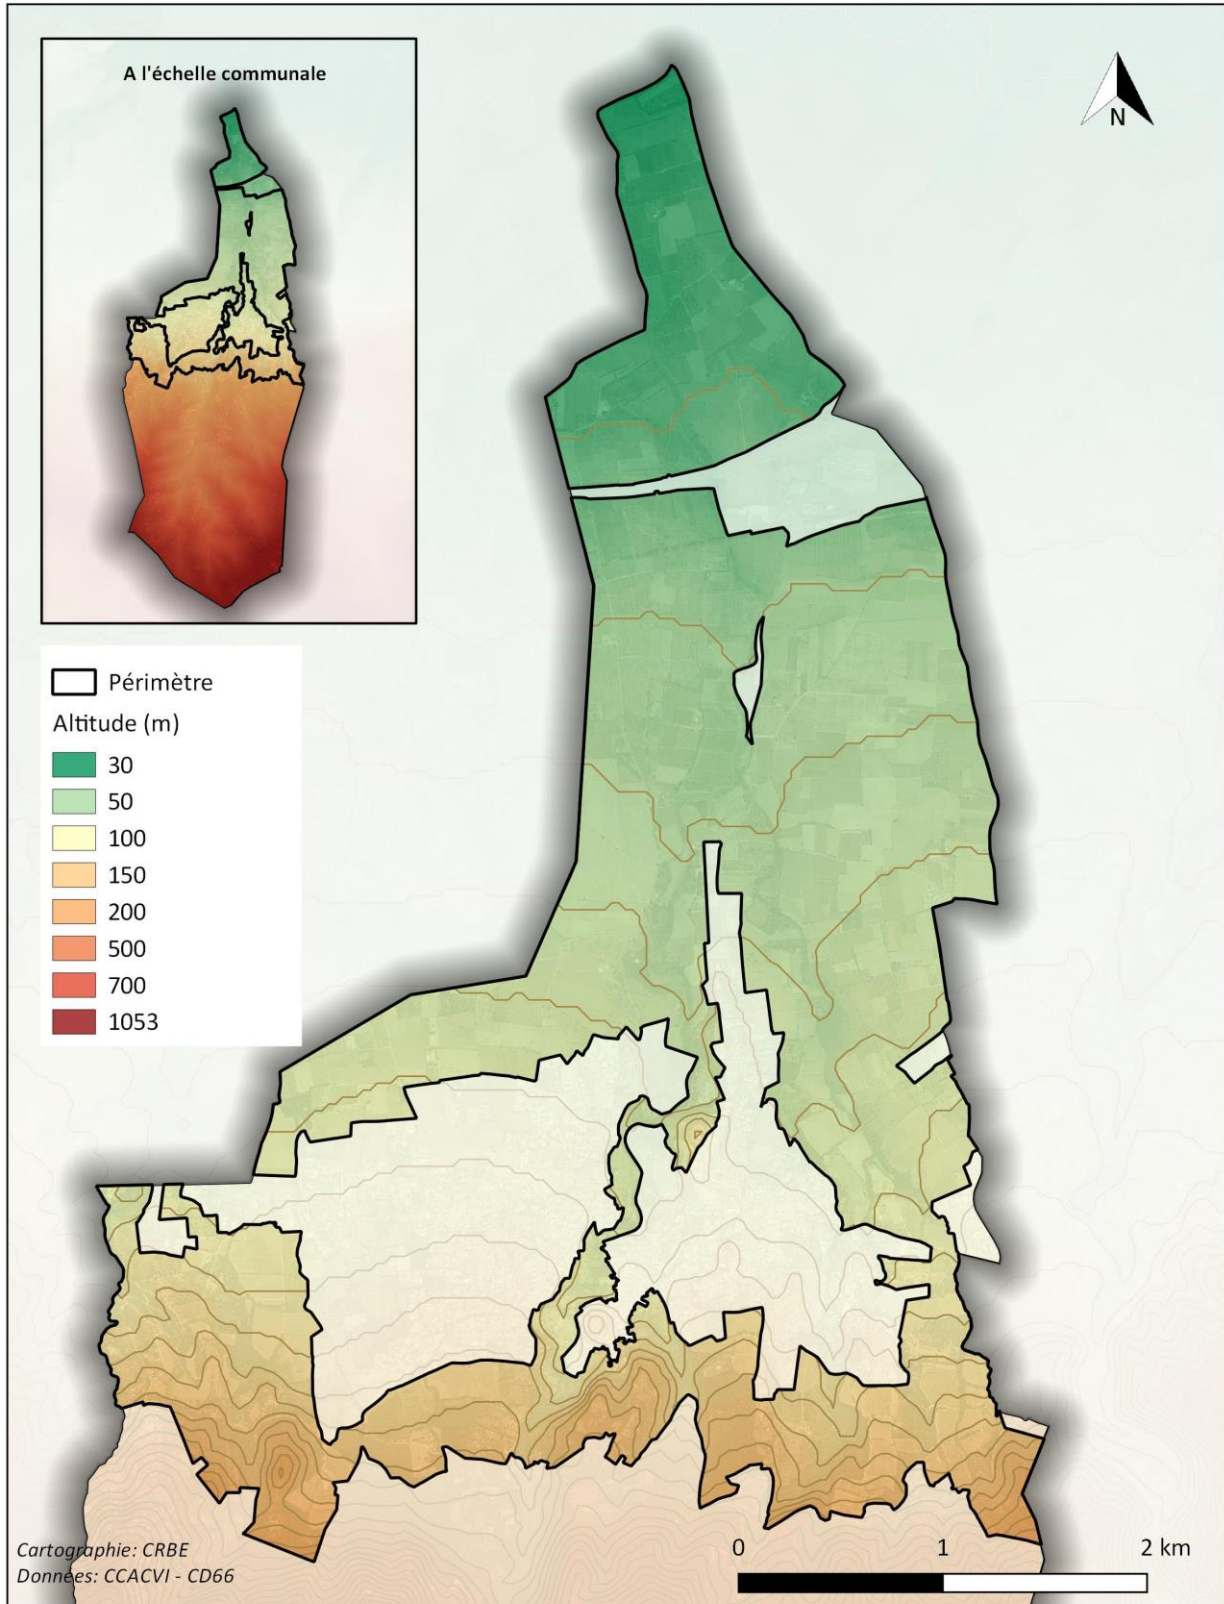 A l'échelle communale
N
Périmètre
Altitude (m)
30
50
100
150
200
500
700
1053
Cartographie: CRBE
Données: CCACVI - CD66
0 1 2 km